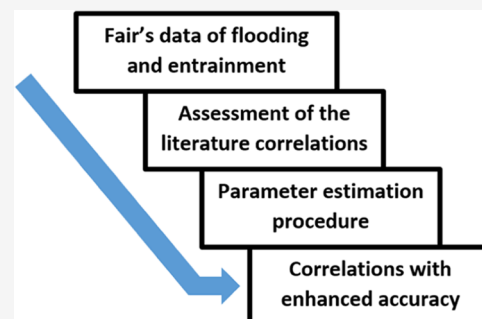 Fair's data of flooding
and entrainment
Assessment of the
literature correlations
Parameter estimation
procedure
Correlations with
enhanced accuracy